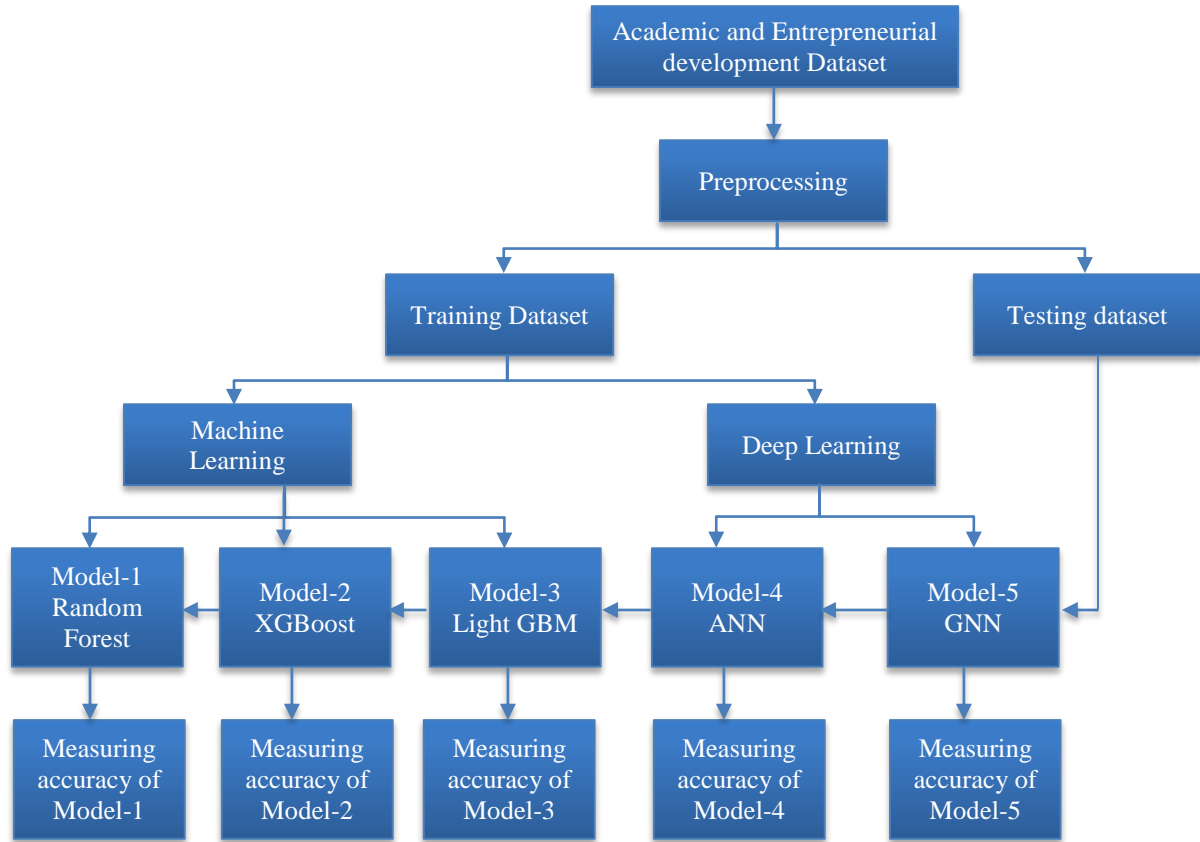 Academic and Entrepreneurial
development Dataset
Preprocessing
Training Dataset
Testing dataset
Machine
Learning
Deep Learning
Model-1
Random
Forest
Model-2
XGBoost
Model-3
Light GBM
Model-4
ANN
Model-5
GNN
Measuring
accuracy of
Model-1
Measuring
accuracy of
Model-2
Measuring
accuracy of
Model-3
Measuring
accuracy of
Model-4
Measuring
accuracy of
Model-5